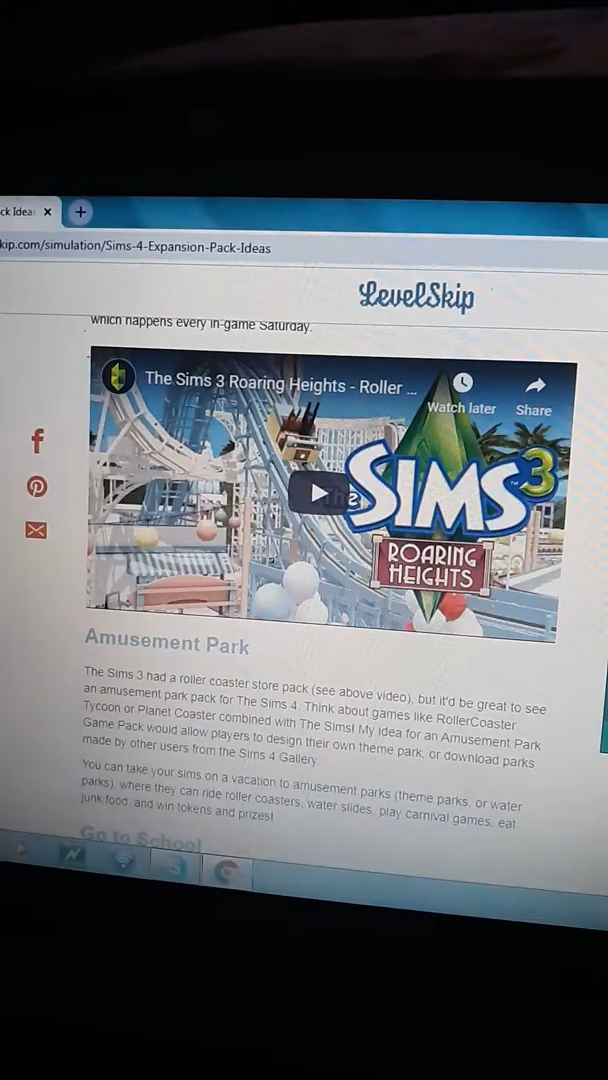 ck Ideas
kip.com/simulation/Sims-4-Expansion-Pack-Ideas
LevelSkip
which happens every in-game Saturday.
The Sims 3 Roaring Heights - Roller ...
Watch later
Share
The
SIMS 3
ROARING
HEIGHTS
Amusement Park
The Sims 3 had a roller coaster store pack (see above video), but it'd be great to see
an amusement park pack for The Sims 4. Think about games like RollerCoaster
Tycoon or Planet Coaster combined with The Sims! My idea for an Amusement Park
Game Pack would allow players to design their own theme park, or download parks
made by other users from the Sims 4 Gallery.
You can take your sims on a vacation to amusement parks (theme parks, or water
parks), where they can ride roller coasters, water slides, play carnival games, eat
junk food, and win tokens and prizes!
Go to School